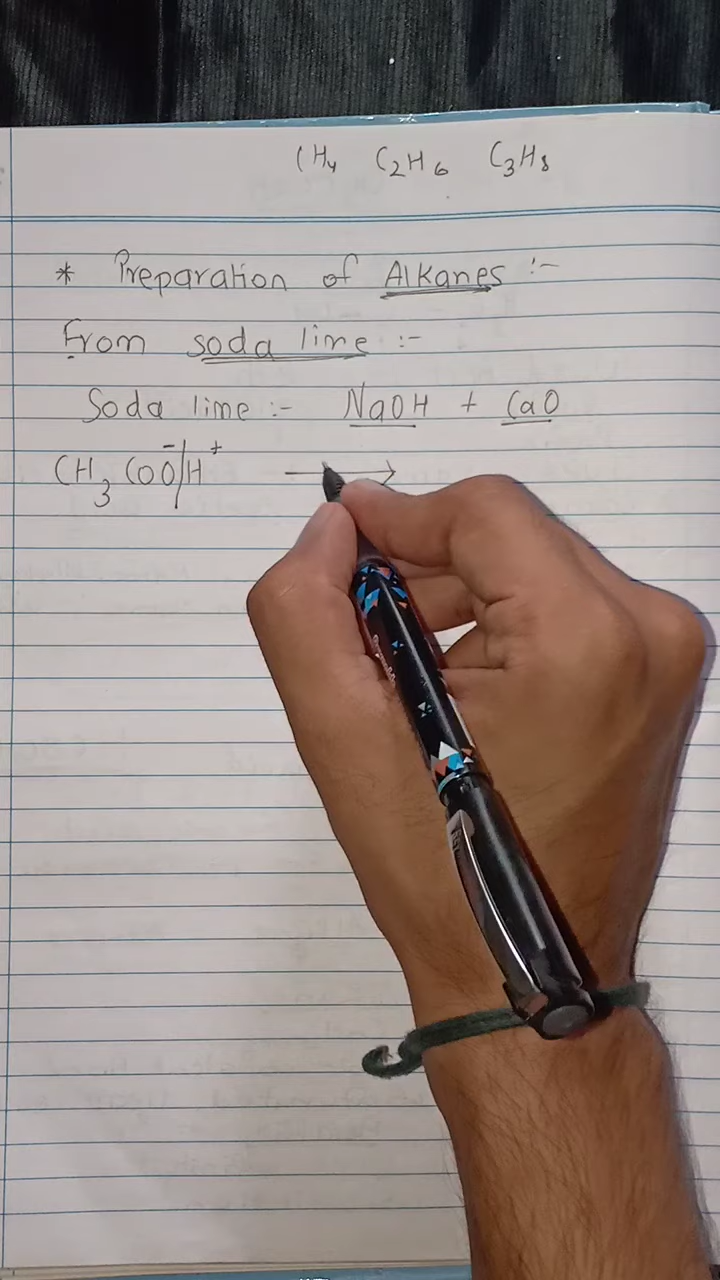 CH4 C2H6 C3H8
* Preparation of Alkanes :-
From soda lime :-
Soda lime :- NaOH + CaO
CH3COO⁻/H⁺ →